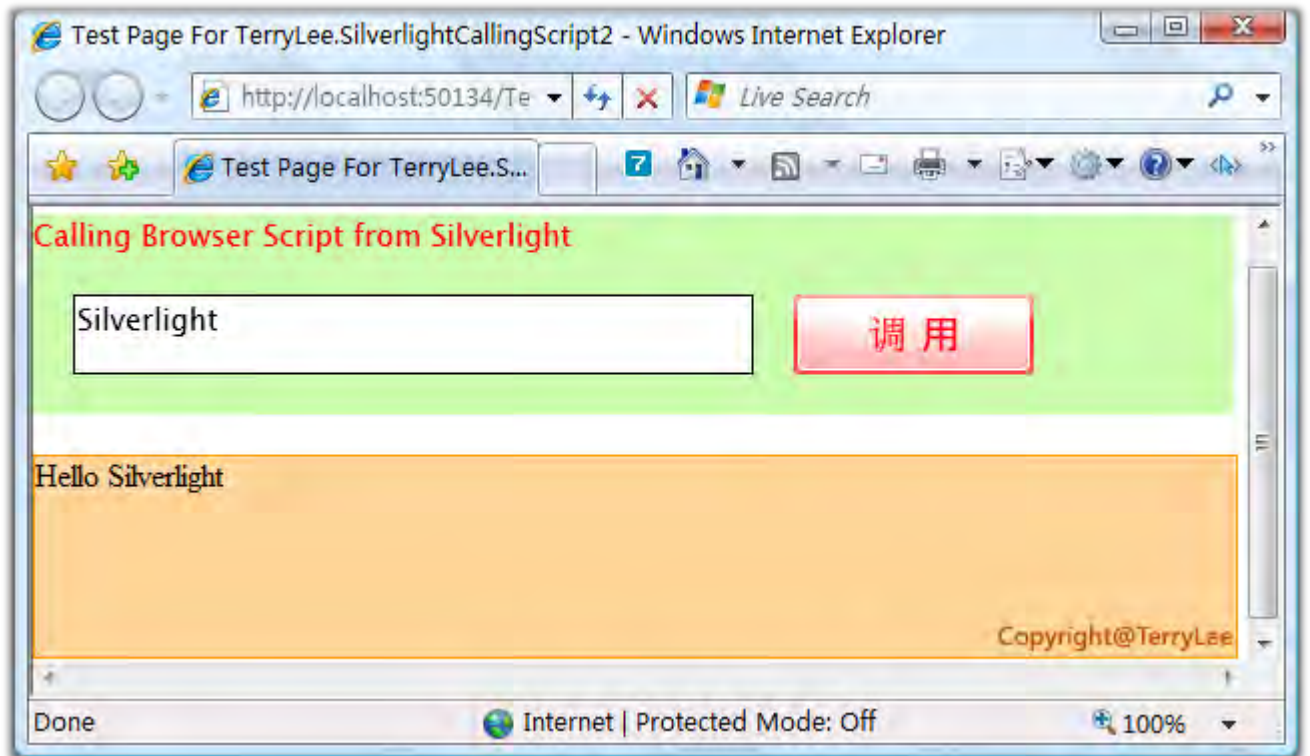 Test Page For TerryLee.SilverlightCallingScript2 - Windows Internet Explorer
http://localhost:50134/Te
Live Search
Test Page For TerryLee.S...
Calling Browser Script from Silverlight
Silverlight
调 用
Hello Silverlight
Copyright@TerryLee
Done
Internet | Protected Mode: Off
100%